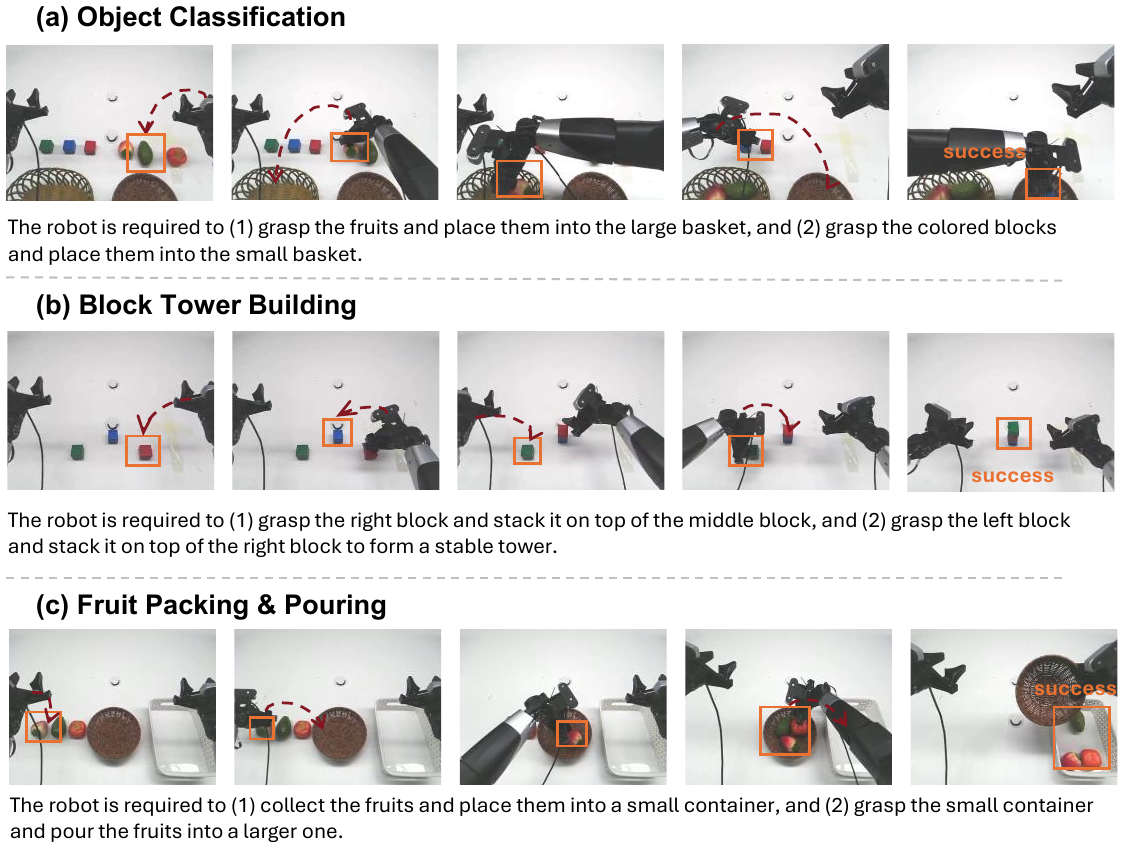 (a) Object Classification
success
The robot is required to (1) grasp the fruits and place them into the large basket, and (2) grasp the colored blocks
and place them into the small basket.
(b) Block Tower Building
success
The robot is required to (1) grasp the right block and stack it on top of the middle block, and (2) grasp the left block
and stack it on top of the right block to form a stable tower.
(c) Fruit Packing & Pouring
success
The robot is required to (1) collect the fruits and place them into a small container, and (2) grasp the small container
and pour the fruits into a larger one.